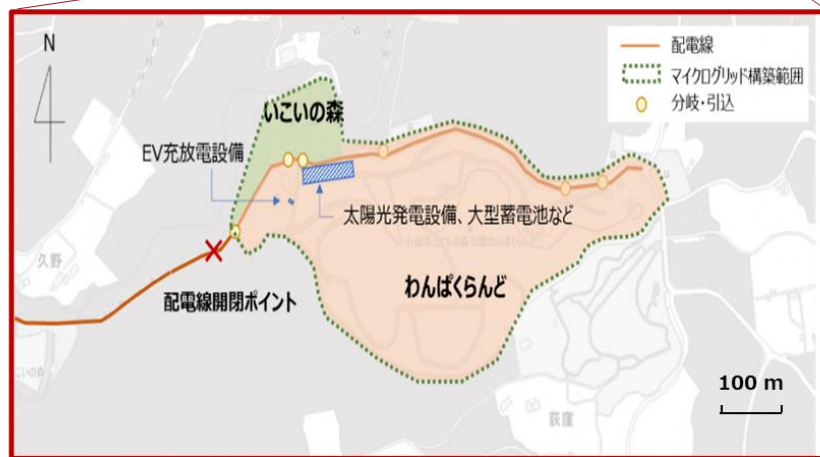 N
配電線
マイクログリッド構築範囲
分岐・引込
いこいの森
EV充放電設備
太陽光発電設備、大型蓄電池など
久野
わんぱくらんど
配電線開閉ポイント
100 m
荻窪